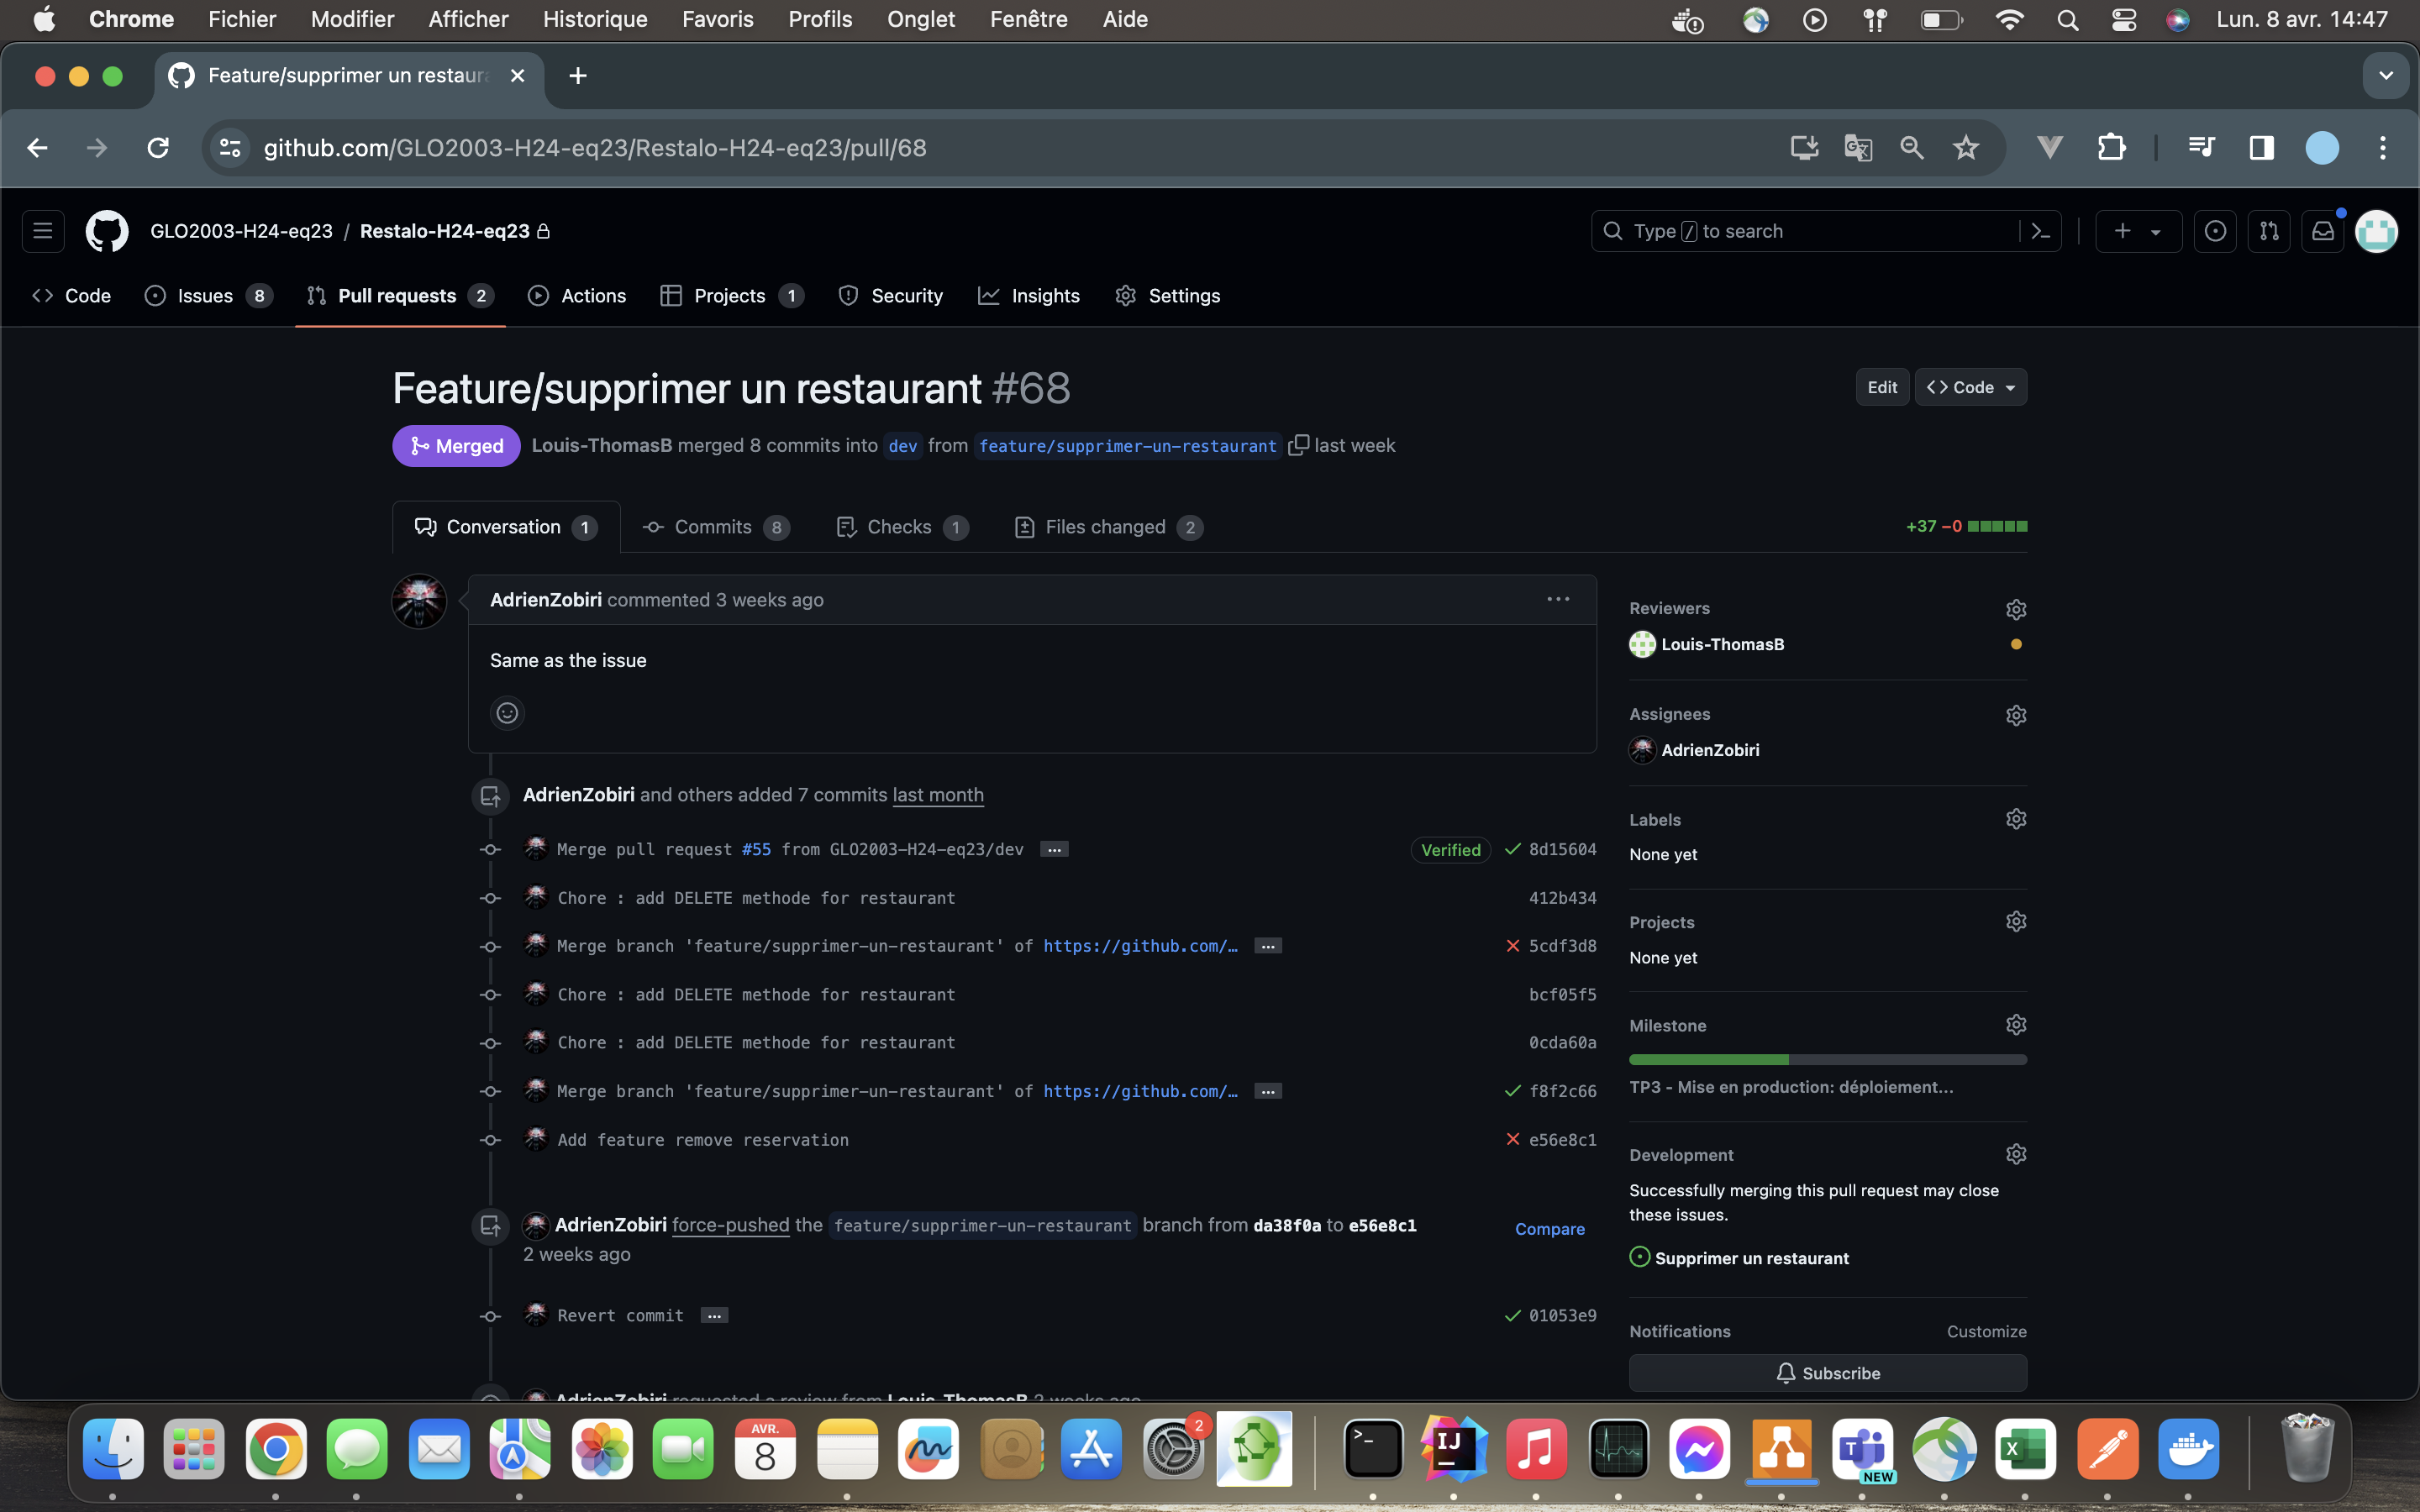 Chrome Fichier Modifier Afficher Historique Favoris Profils Onglet Fenêtre Aide Lun. 8 avr. 14:47
Feature/supprimer un restaur
github.com/GLO2003-H24-eq23/Restalo-H24-eq23/pull/68
GLO2003-H24-eq23 / Restalo-H24-eq23 Type / to search
Code Issues 8 Pull requests 2 Actions Projects 1 Security Insights Settings
Feature/supprimer un restaurant #68 Edit Code
Merged Louis-ThomasB merged 8 commits into dev from feature/supprimer-un-restaurant last week
Conversation 1 Commits 8 Checks 1 Files changed 2 +37 −0
AdrienZobiri commented 3 weeks ago
Same as the issue
AdrienZobiri and others added 7 commits last month
Merge pull request #55 from GLO2003-H24-eq23/dev … Verified 8d15604
Chore : add DELETE methode for restaurant 412b434
Merge branch 'feature/supprimer-un-restaurant' of https://github.com/… … 5cdf3d8
Chore : add DELETE methode for restaurant bcf05f5
Chore : add DELETE methode for restaurant 0cda60a
Merge branch 'feature/supprimer-un-restaurant' of https://github.com/… … f8f2c66
Add feature remove reservation e56e8c1
AdrienZobiri force-pushed the feature/supprimer-un-restaurant branch from da38f0a to e56e8c1 Compare
2 weeks ago
Revert commit … 01053e9
AdrienZobiri requested a review from Louis-ThomasB 2 weeks ago
Reviewers
Louis-ThomasB
Assignees
AdrienZobiri
Labels
None yet
Projects
None yet
Milestone
TP3 - Mise en production: déploiement...
Development
Successfully merging this pull request may close
these issues.
Supprimer un restaurant
Notifications Customize
Subscribe
AVR.
8
2
IJ
T
NEW
X